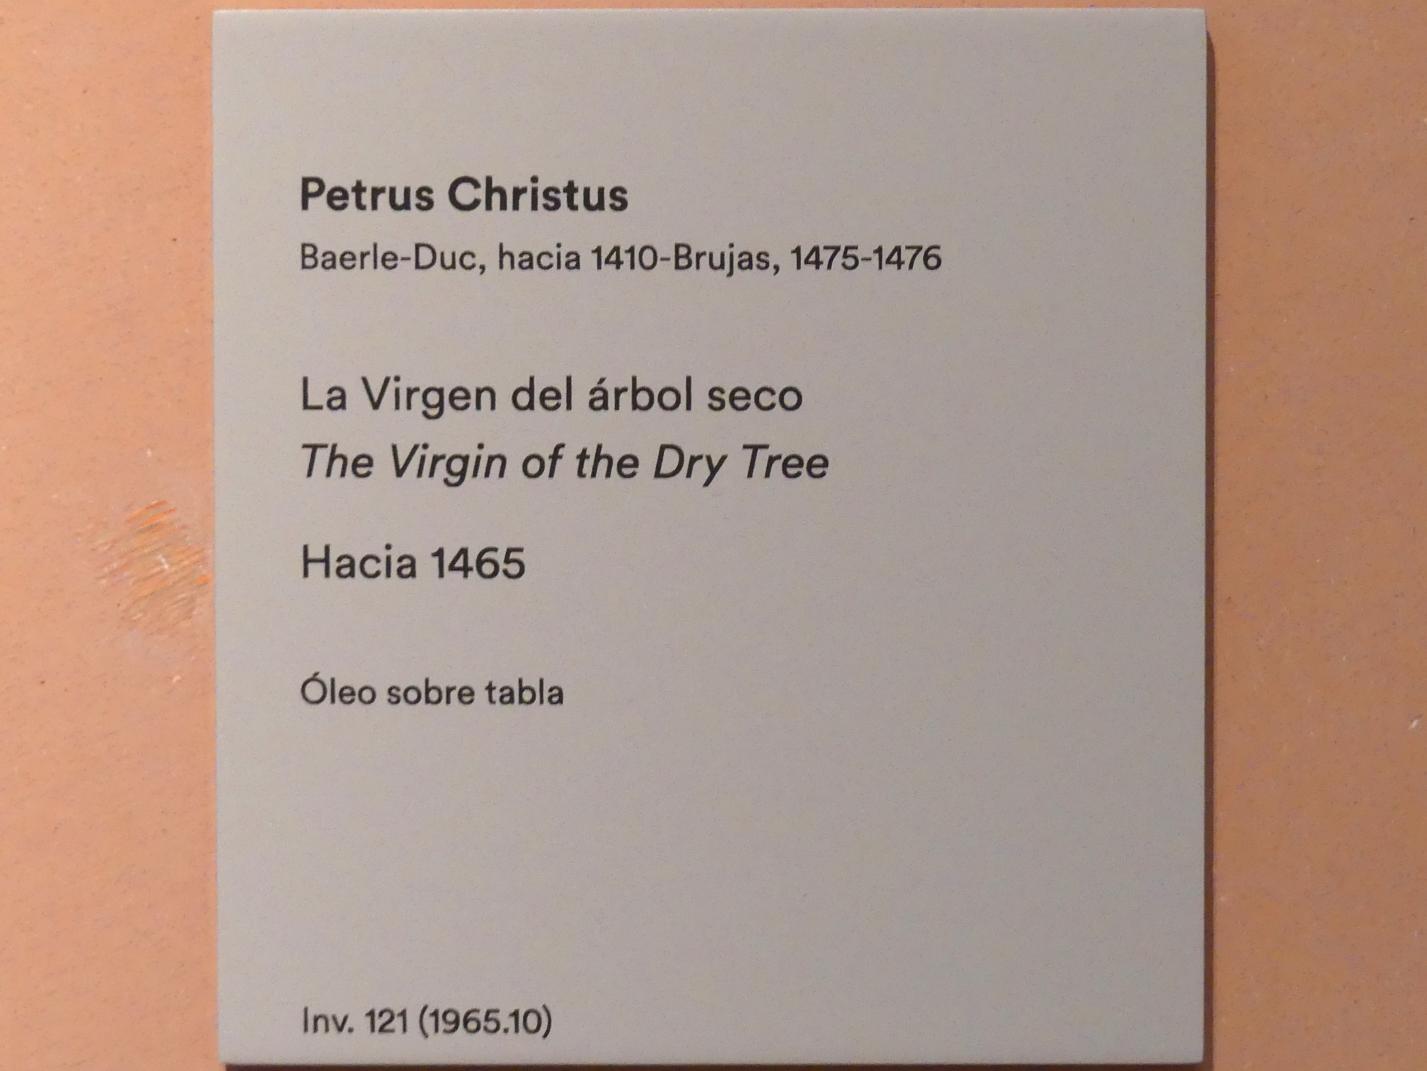 Petrus Christus
Baerle-Duc, hacia 1410-Brujas, 1475-1476
La Virgen del árbol seco
The Virgin of the Dry Tree
Hacia 1465
Óleo sobre tabla
Inv. 121 (1965.10)